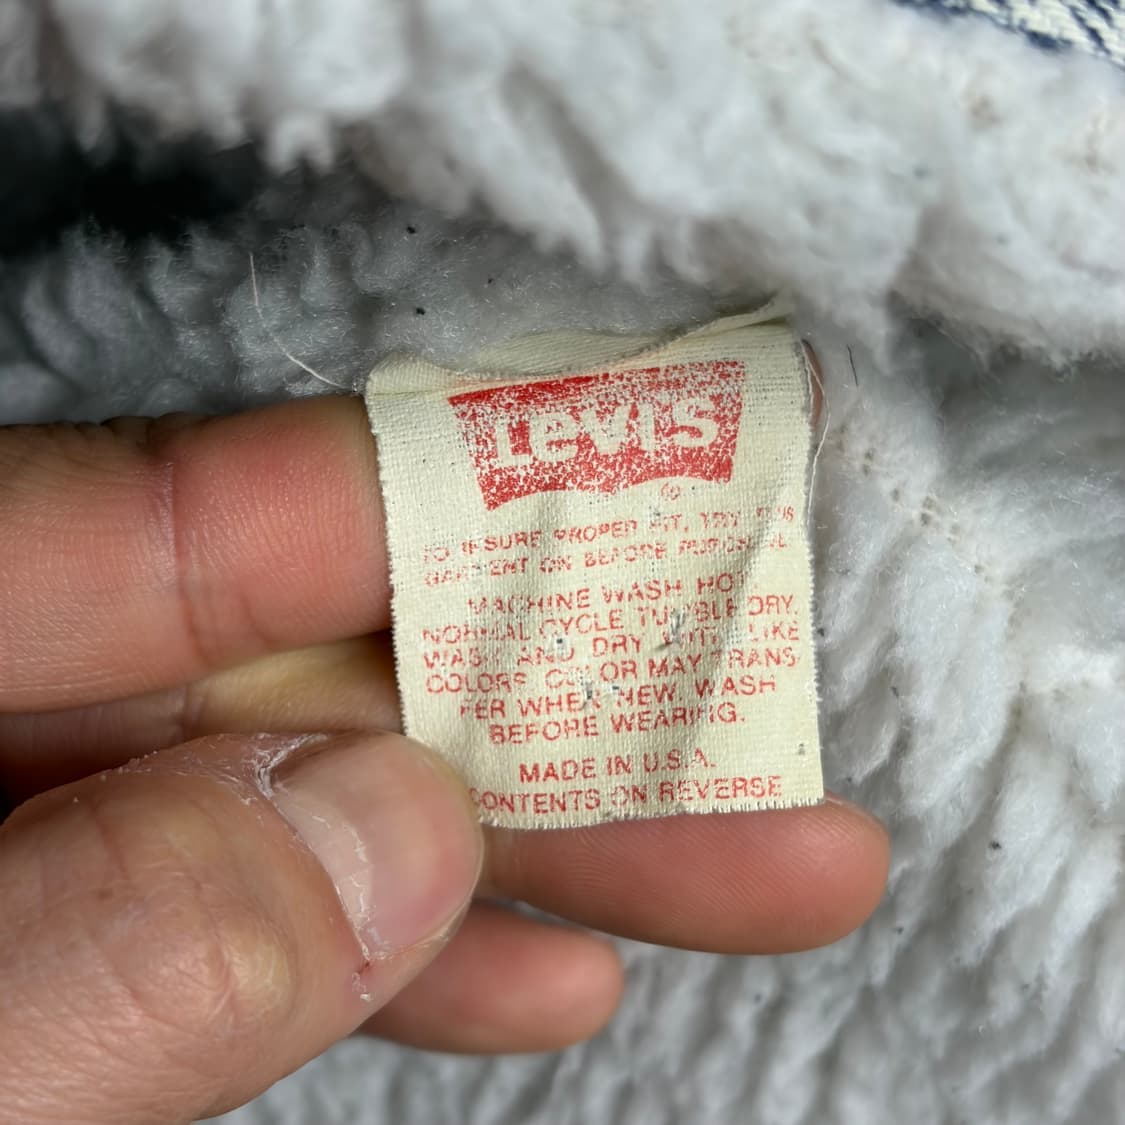 Levi's
®
TO INSURE PROPER FIT, TRY THIS
GARMENT ON BEFORE PURCHASE
MACHINE WASH HOT.
NORMAL CYCLE TUMBLE DRY.
WASH AND DRY WITH LIKE
COLORS COLOR MAY TRANS-
FER WHEN NEW. WASH
BEFORE WEARING.
MADE IN U.S.A.
CONTENTS ON REVERSE